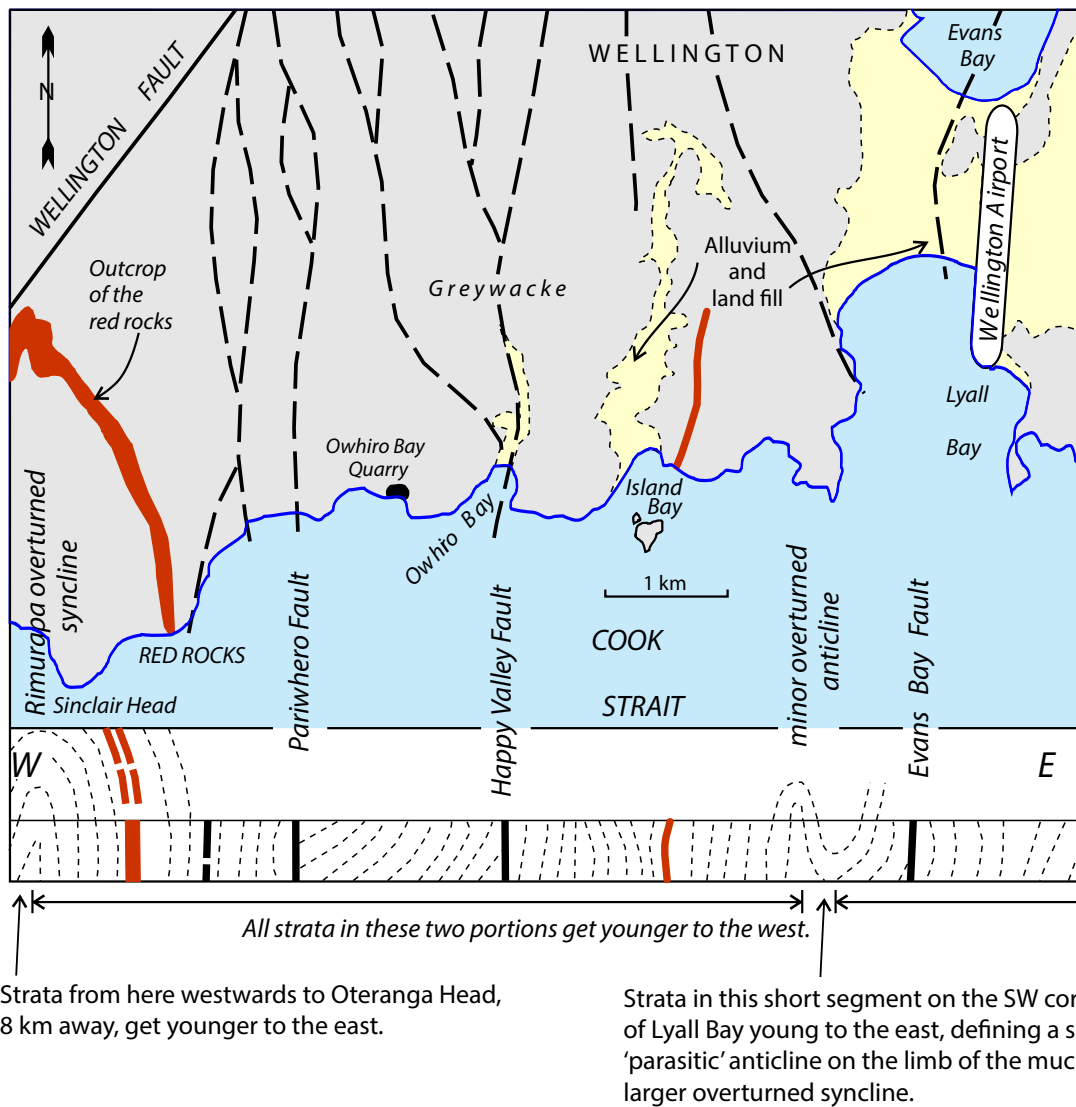 WELLINGTON FAULT
N
WELLINGTON
Evans
Bay
Wellington Airport
Outcrop
of the
red rocks
Greywacke
Alluvium
and
land fill
Lyall
Bay
Owhiro Bay
Quarry
Owhiro Bay
Island
Bay
1 km
Rimurapa overturned
syncline
RED ROCKS
Sinclair Head
Pariwhero Fault
Happy Valley Fault
COOK
STRAIT
minor overturned
anticline
Evans Bay Fault
W
E
All strata in these two portions get younger to the west.
Strata from here westwards to Oteranga Head,
8 km away, get younger to the east.
Strata in this short segment on the SW cor
of Lyall Bay young to the east, defining a s
‘parasitic’ anticline on the limb of the muc
larger overturned syncline.